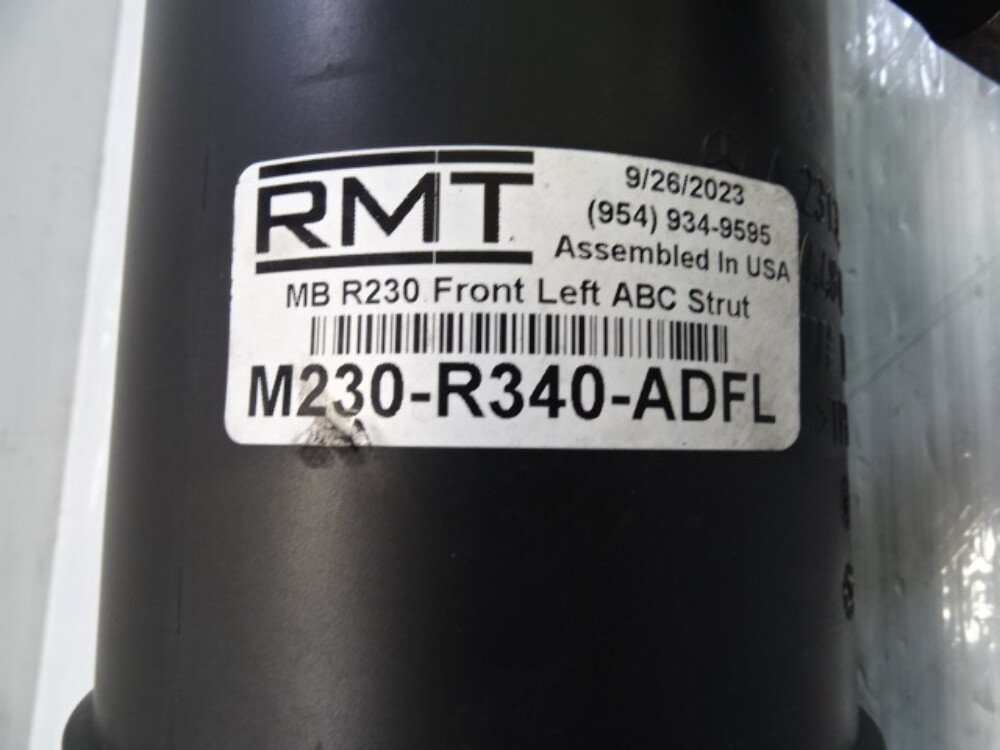 RMT
9/26/2023
(954) 934-9595
Assembled In USA
MB R230 Front Left ABC Strut
M230-R340-ADFL